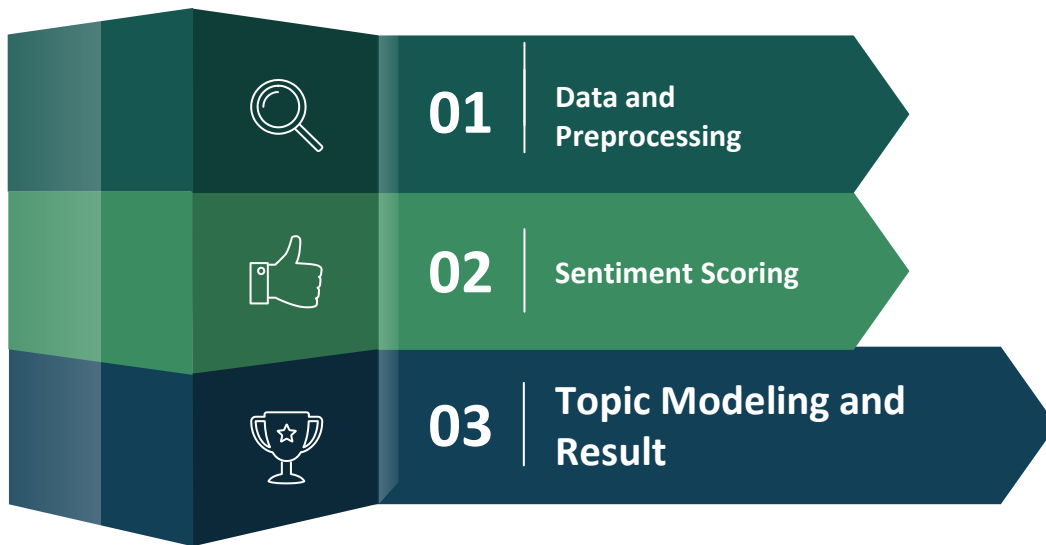 01
Data and
Preprocessing
02
Sentiment Scoring
03
Topic Modeling and
Result